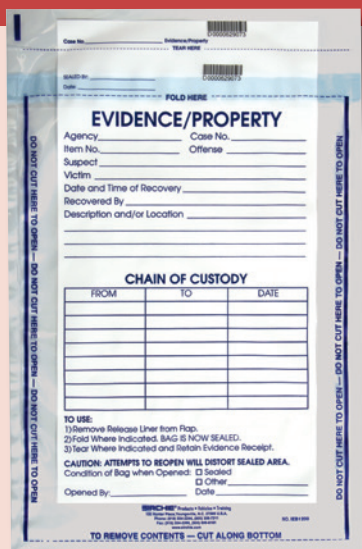 Case No. Evidence/Property
TEAR HERE
SEALED By:
Date:
FOLD HERE
EVIDENCE/PROPERTY
Agency Case No.
Item No. Offense
Suspect
Victim
Date and Time of Recovery
Recovered By
Description and/or Location
CHAIN OF CUSTODY
FROM TO DATE
TO USE:
1)Remove Release Liner from Flap.
2)Fold Where Indicated. BAG IS NOW SEALED.
3)Tear Where Indicated and Retain Evidence Receipt.
CAUTION: ATTEMPTS TO REOPEN WILL DISTORT SEALED AREA.
Condition of Bag when Opened: Sealed
Other
Opened By: Date
SIRCHIE Products • Vehicles • Training
TO REMOVE CONTENTS — CUT ALONG BOTTOM
DO NOT CUT HERE TO OPEN — DO NOT CUT HERE TO OPEN — DO NOT CUT HERE TO OPEN
DO NOT CUT HERE TO OPEN — DO NOT CUT HERE TO OPEN — DO NOT CUT HERE TO OPEN